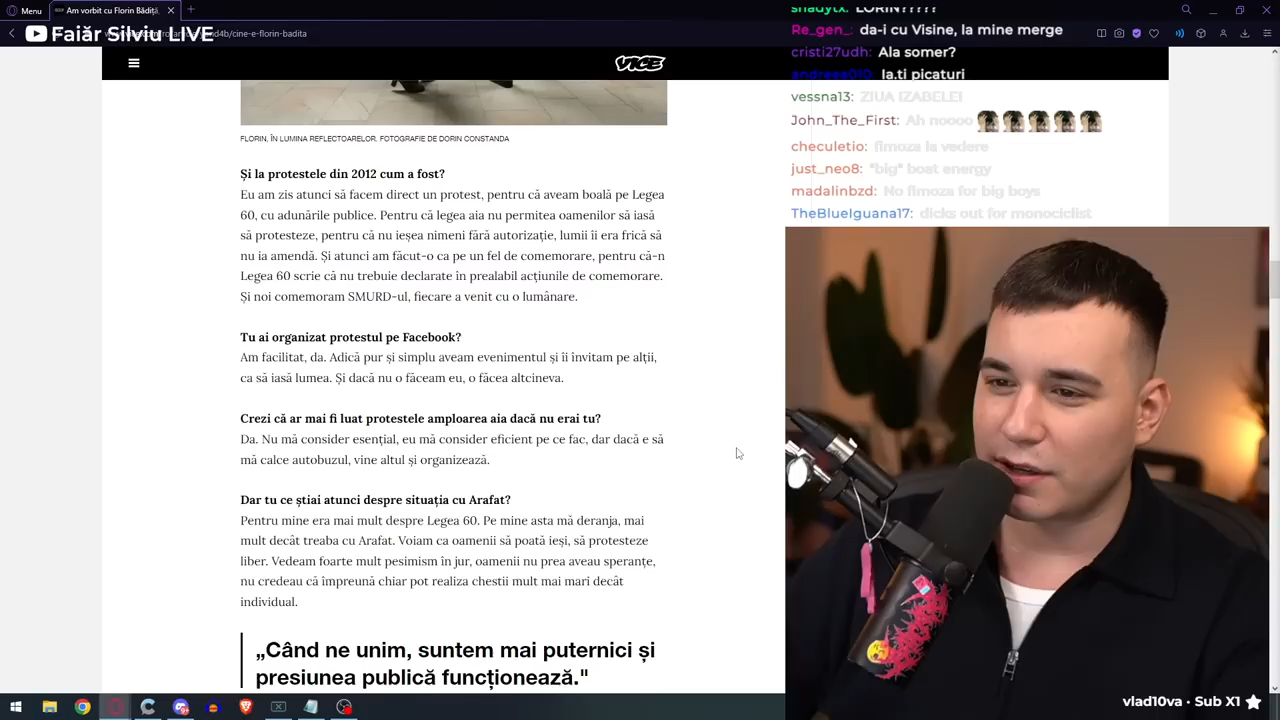 Menu
Am vorbit cu Florin Bădiță,
Faiăr Sianu LIVE
cine-e-florin-badita
VICE
FLORIN, ÎN LUMINA REFLECTOARELOR. FOTOGRAFIE DE DORIN CONSTANDA
Și la protestele din 2012 cum a fost?
Eu am zis atunci să facem direct un protest, pentru că aveam boală pe Legea
60, cu adunările publice. Pentru că legea aia nu permitea oamenilor să iasă
să protesteze, pentru că nu ieșea nimeni fără autorizație, lumii îi era frică să
nu ia amendă. Și atunci am făcut-o ca pe un fel de comemorare, pentru că-n
Legea 60 scrie că nu trebuie declarate în prealabil acțiunile de comemorare.
Și noi comemoram SMURD-ul, fiecare a venit cu o lumânare.
Tu ai organizat protestul pe Facebook?
Am facilitat, da. Adică pur și simplu aveam evenimentul și îi invitam pe alții,
ca să iasă lumea. Și dacă nu o făceam eu, o făcea altcineva.
Crezi că ar mai fi luat protestele amploarea aia dacă nu erai tu?
Da. Nu mă consider esențial, eu mă consider eficient pe ce fac, dar dacă e să
mă calce autobuzul, vine altul și organizează.
Dar tu ce știai atunci despre situația cu Arafat?
Pentru mine era mai mult despre Legea 60. Pe mine asta mă deranja, mai
mult decât treaba cu Arafat. Voiam ca oamenii să poată ieși, să protesteze
liber. Vedeam foarte mult pesimism în jur, oamenii nu prea aveau speranțe,
nu credeau că împreună chiar pot realiza chestii mult mai mari decât
individual.
„Când ne unim, suntem mai puternici și
presiunea publică funcționează."
shadytx: LORIN?????
Re_gen_: da-i cu Visine, la mine merge
cristi27udh: Ala somer?
andreea010: Ia.ti picaturi
vessna13: ZIUA IZABELEI
John_The_First: Ah noooo
checuletio: fimoza la vedere
just_neo8: "big" boat energy
madalinbzd: No fimoza for big boys
TheBlueIguana17: dicks out for monociclist
vlad10va · Sub X1